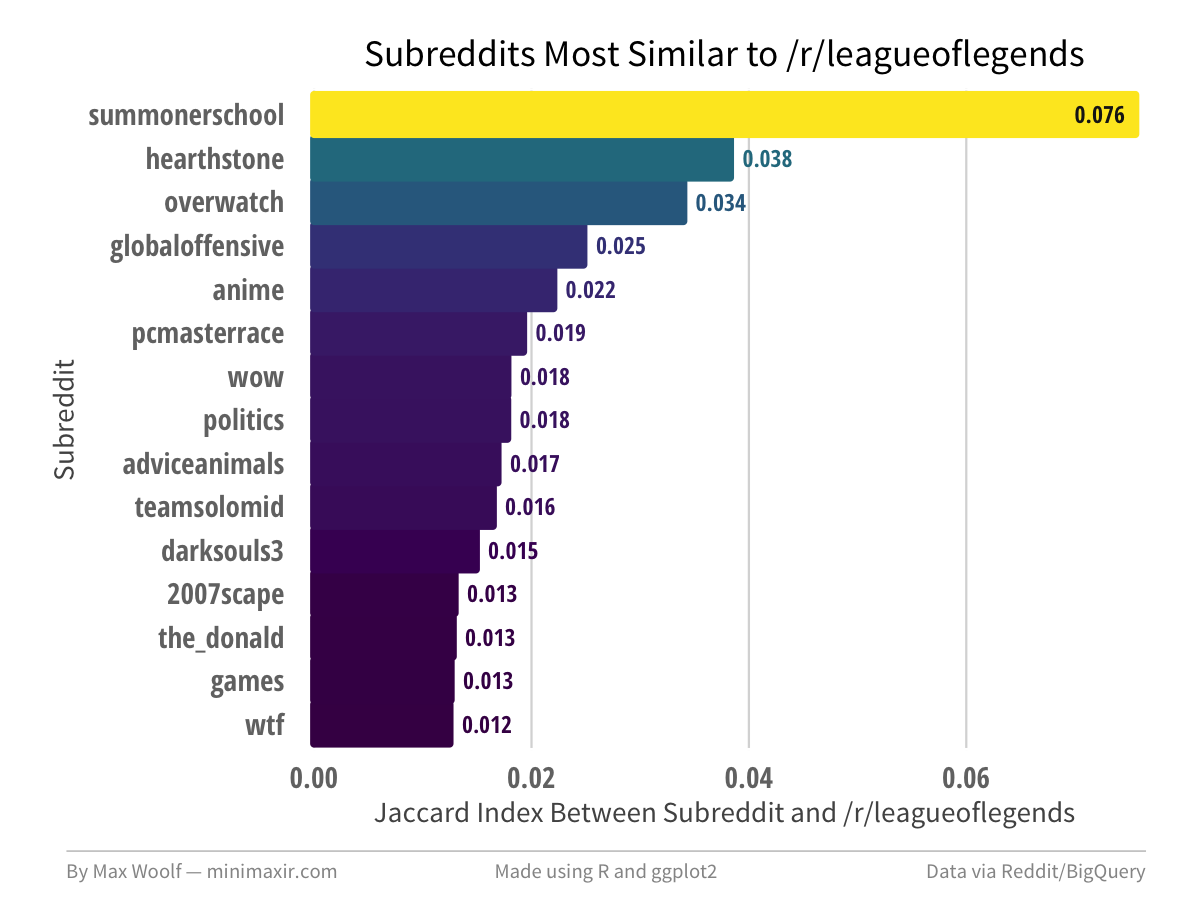 Subreddits Most Similar to /r/leagueoflegends
summonerschool 0.076
hearthstone 0.038
overwatch 0.034
globaloffensive 0.025
anime 0.022
pcmasterrace 0.019
wow 0.018
politics 0.018
adviceanimals 0.017
teamsolomid 0.016
darksouls3 0.015
2007scape 0.013
the_donald 0.013
games 0.013
wtf 0.012
Subreddit
0.00 0.02 0.04 0.06
Jaccard Index Between Subreddit and /r/leagueoflegends
By Max Woolf — minimaxir.com Made using R and ggplot2 Data via Reddit/BigQuery